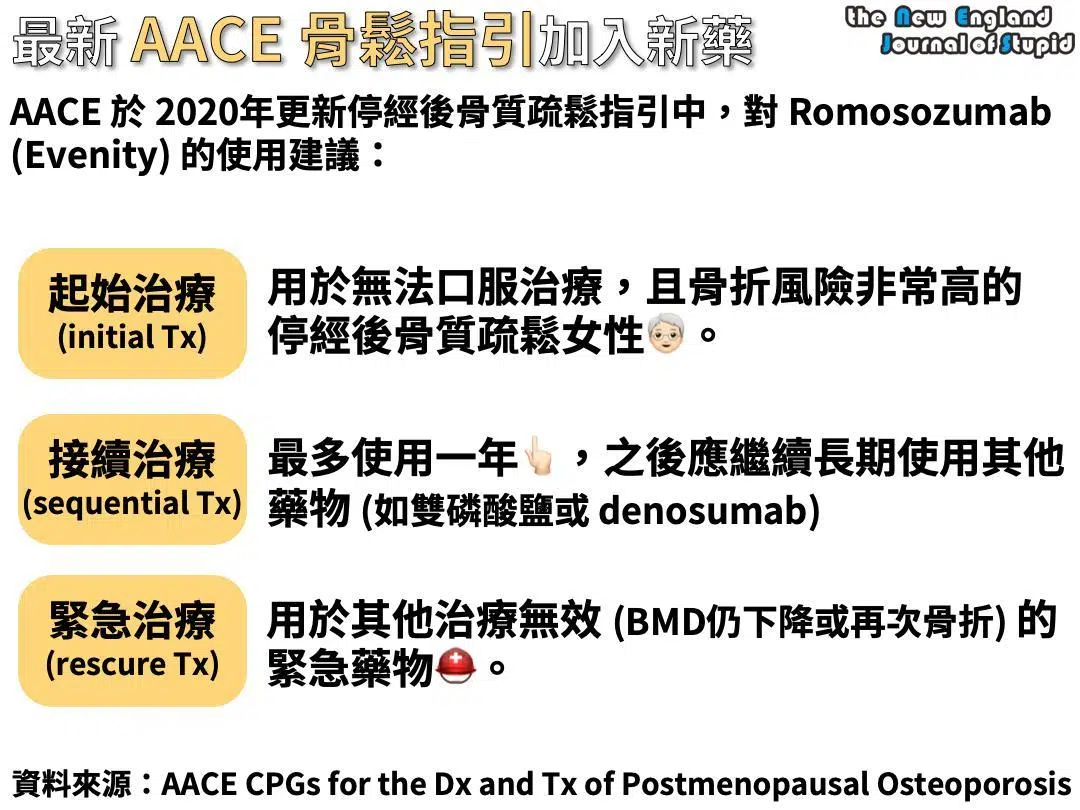 最新 AACE 骨鬆指引加入新藥
the New England
Journal of Stupid
AACE 於 2020年更新停經後骨質疏鬆指引中，對 Romosozumab
(Evenity) 的使用建議：
起始治療
(initial Tx)
用於無法口服治療，且骨折風險非常高的
停經後骨質疏鬆女性👵🏻。
接續治療
(sequential Tx)
最多使用一年👆🏻，之後應繼續長期使用其他
藥物 (如雙磷酸鹽或 denosumab)
緊急治療
(rescure Tx)
用於其他治療無效 (BMD仍下降或再次骨折) 的
緊急藥物⛑。
資料來源：AACE CPGs for the Dx and Tx of Postmenopausal Osteoporosis